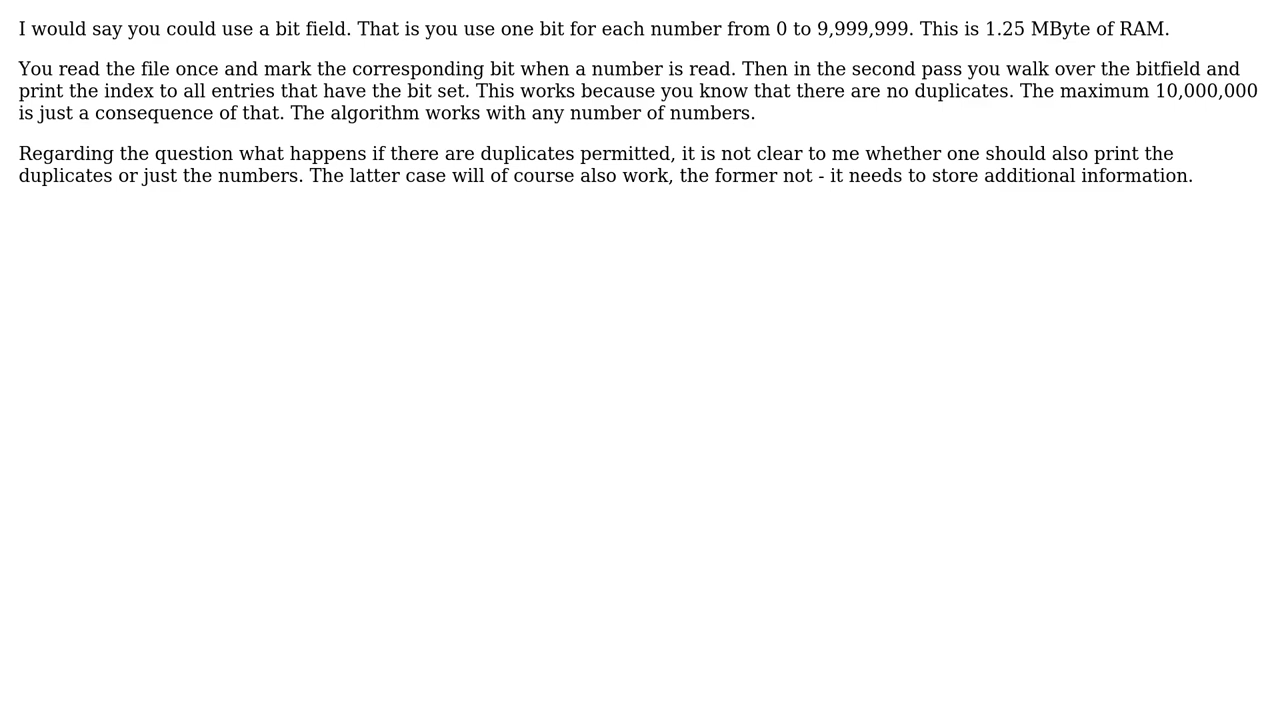 I would say you could use a bit field. That is you use one bit for each number from 0 to 9,999,999. This is 1.25 MByte of RAM.
You read the file once and mark the corresponding bit when a number is read. Then in the second pass you walk over the bitfield and
print the index to all entries that have the bit set. This works because you know that there are no duplicates. The maximum 10,000,000
is just a consequence of that. The algorithm works with any number of numbers.
Regarding the question what happens if there are duplicates permitted, it is not clear to me whether one should also print the
duplicates or just the numbers. The latter case will of course also work, the former not - it needs to store additional information.